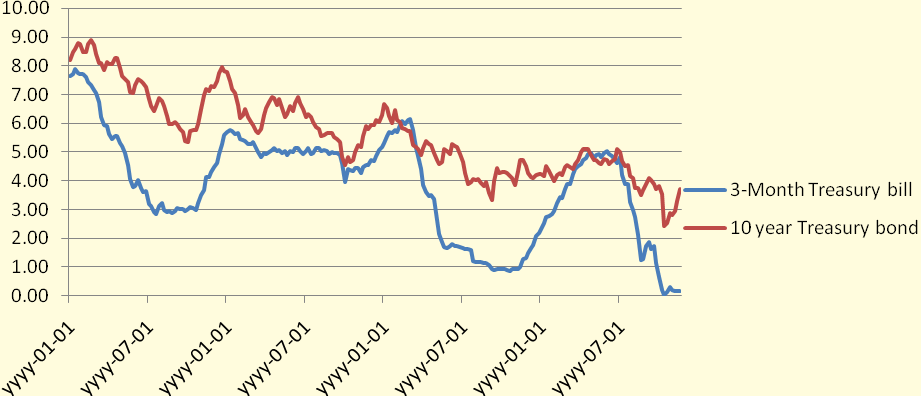 10.00
9.00
8.00
7.00
6.00
5.00
4.00
3.00
2.00
1.00
0.00
yyyy-01-01
yyyy-07-01
yyyy-01-01
yyyy-07-01
yyyy-01-01
yyyy-07-01
yyyy-01-01
yyyy-07-01
3-Month Treasury bill
10 year Treasury bond